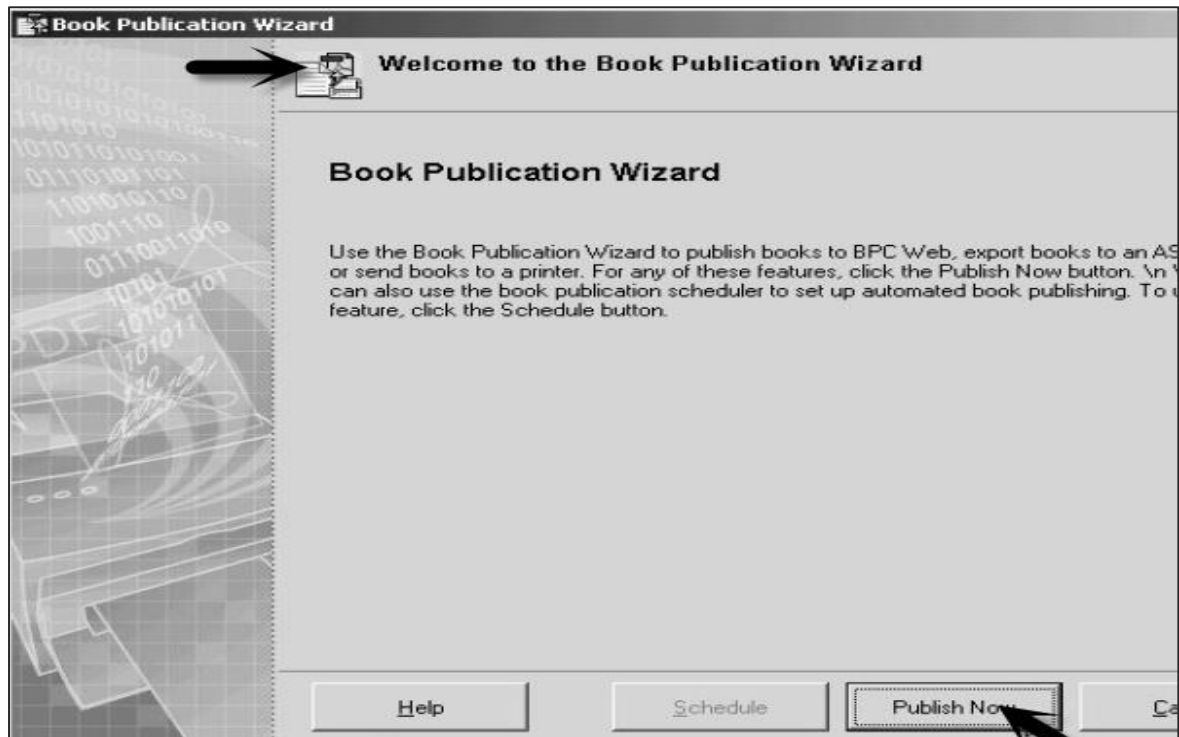 Book Publication Wizard
Welcome to the Book Publication Wizard
Book Publication Wizard
Use the Book Publication Wizard to publish books to BPC Web, export books to an AS
or send books to a printer. For any of these features, click the Publish Now button. \n \
can also use the book publication scheduler to set up automated book publishing. To u
feature, click the Schedule button.
PDF
Help
Schedule
Publish Now
Ca